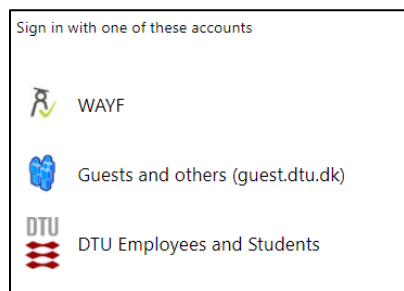 Sign in with one of these accounts
WAYF
Guests and others (guest.dtu.dk)
DTU
DTU Employees and Students